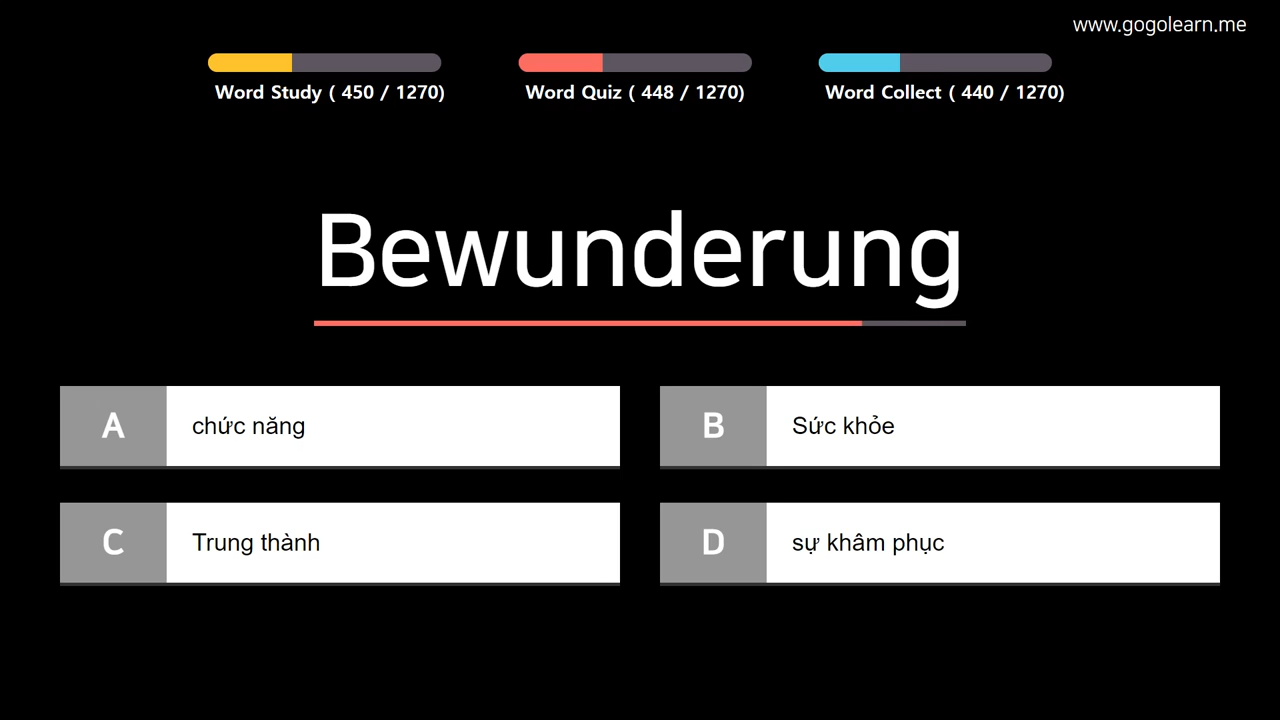 www.gogolearn.me
Word Study ( 450 / 1270)
Word Quiz ( 448 / 1270)
Word Collect ( 440 / 1270)
Bewunderung
A chức năng
B Sức khỏe
C Trung thành
D sự khâm phục